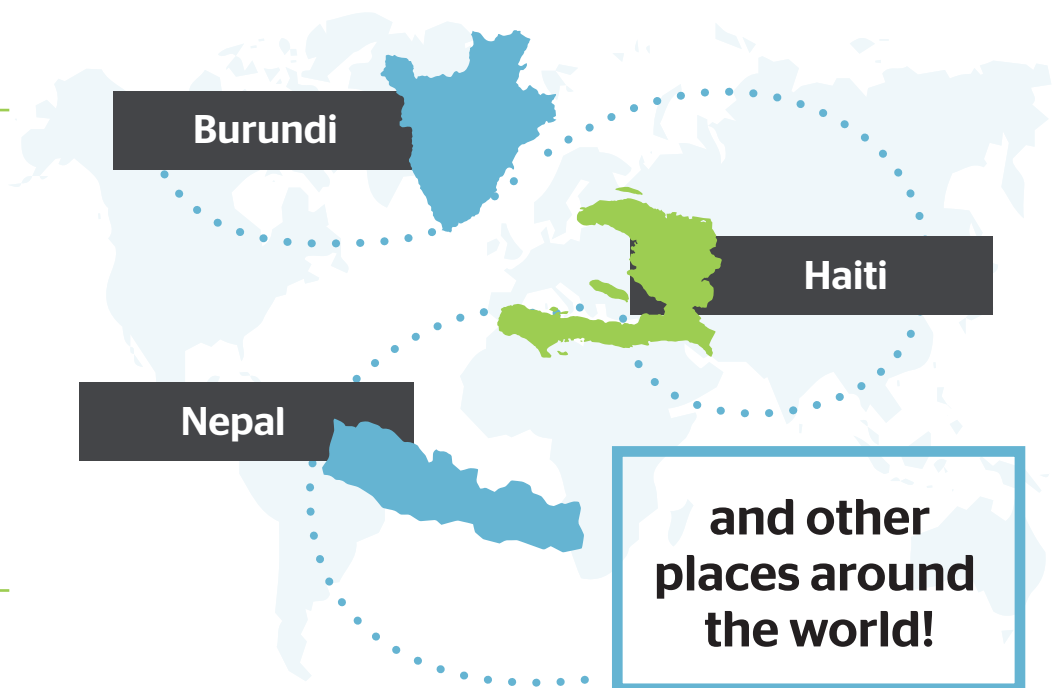 Burundi
Haiti
Nepal
and other
places around
the world!